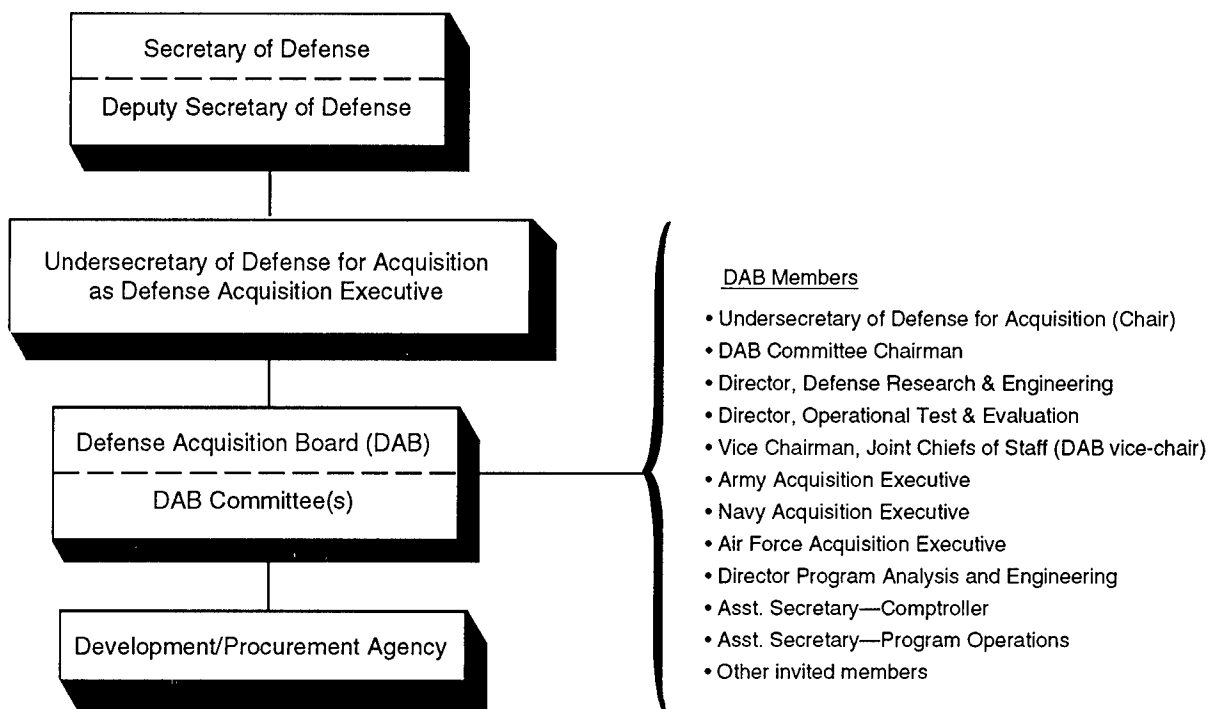 Secretary of Defense
Deputy Secretary of Defense
Undersecretary of Defense for Acquisition
as Defense Acquisition Executive
Defense Acquisition Board (DAB)
DAB Committee(s)
Development/Procurement Agency
DAB Members
• Undersecretary of Defense for Acquisition (Chair)
• DAB Committee Chairman
• Director, Defense Research & Engineering
• Director, Operational Test & Evaluation
• Vice Chairman, Joint Chiefs of Staff (DAB vice-chair)
• Army Acquisition Executive
• Navy Acquisition Executive
• Air Force Acquisition Executive
• Director Program Analysis and Engineering
• Asst. Secretary—Comptroller
• Asst. Secretary—Program Operations
• Other invited members